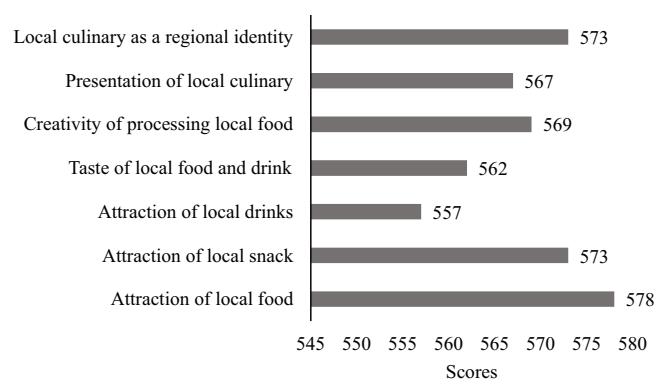 Local culinary as a regional identity 573
Presentation of local culinary 567
Creativity of processing local food 569
Taste of local food and drink 562
Attraction of local drinks 557
Attraction of local snack 573
Attraction of local food 578
545 550 555 560 565 570 575 580
Scores